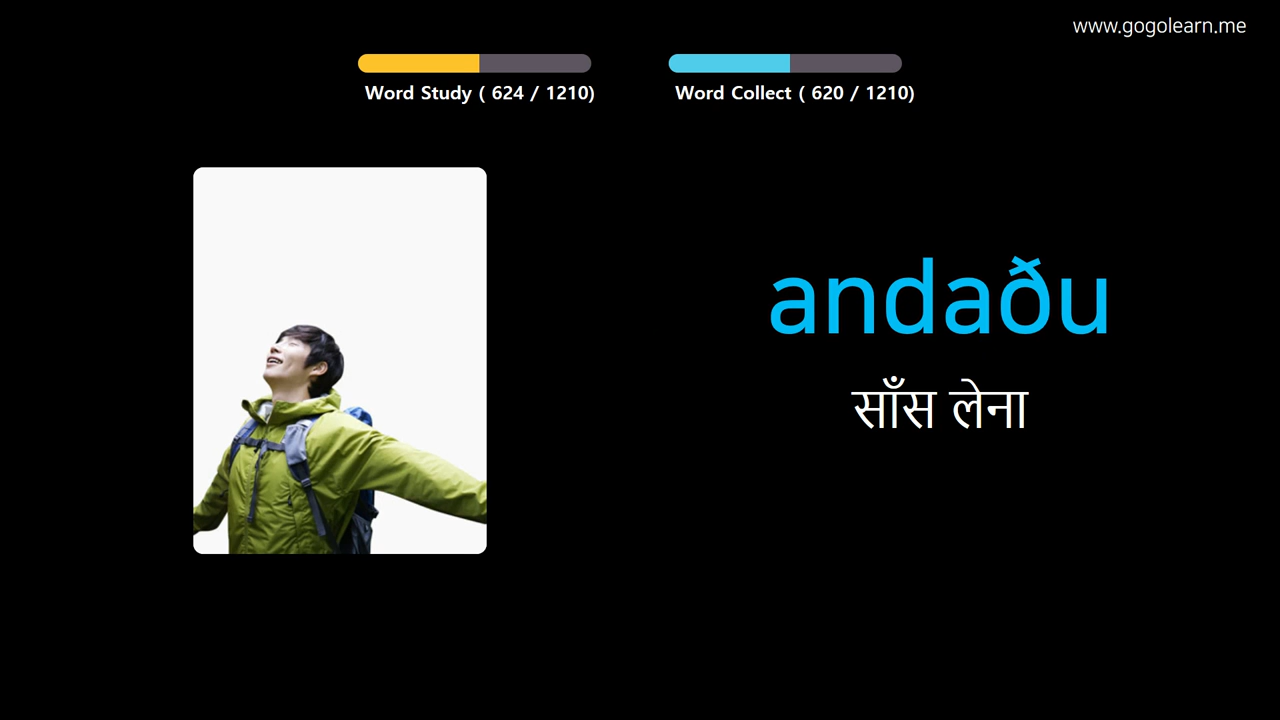 www.gogolearn.me
Word Study ( 624 / 1210)
Word Collect ( 620 / 1210)
andaðu
साँस लेना